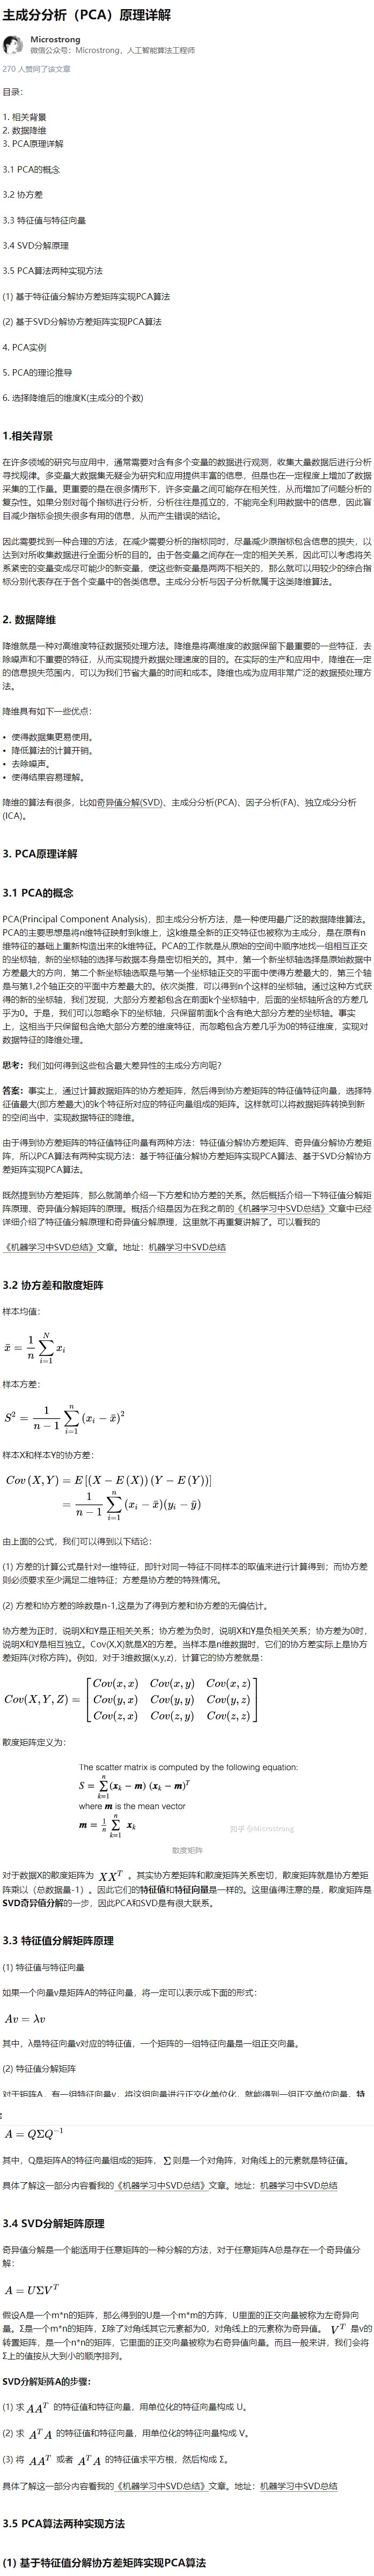 主成分分析（PCA）原理详解
Microstrong
微信公众号：Microstrong，人工智能算法工程师
270 人赞同了该文章
目录：
1. 相关背景
2. 数据降维
3. PCA原理详解
3.1 PCA的概念
3.2 协方差
3.3 特征值与特征向量
3.4 SVD分解原理
3.5 PCA算法两种实现方法
(1) 基于特征值分解协方差矩阵实现PCA算法
(2) 基于SVD分解协方差矩阵实现PCA算法
4. PCA实例
5. PCA的理论推导
6. 选择降维后的维度K(主成分的个数)
1.相关背景
在许多领域的研究与应用中，通常需要对含有多个变量的数据进行观测，收集大量数据后进行分析
寻找规律。多变量大数据集无疑会为研究和应用提供丰富的信息，但是也在一定程度上增加了数据
采集的工作量。更重要的是在很多情形下，许多变量之间可能存在相关性，从而增加了问题分析的
复杂性。如果分别对每个指标进行分析，分析往往是孤立的，不能完全利用数据中的信息，因此盲
目减少指标会损失很多有用的信息，从而产生错误的结论。
因此需要找到一种合理的方法，在减少需要分析的指标同时，尽量减少原指标包含信息的损失，以
达到对所收集数据进行全面分析的目的。由于各变量之间存在一定的相关关系，因此可以考虑将关
系紧密的变量变成尽可能少的新变量，使这些新变量是两两不相关的，那么就可以用较少的综合指
标分别代表存在于各个变量中的各类信息。主成分分析与因子分析就属于这类降维算法。
2. 数据降维
降维就是一种对高维度特征数据预处理方法。降维是将高维度的数据保留下最重要的一些特征，去
除噪声和不重要的特征，从而实现提升数据处理速度的目的。在实际的生产和应用中，降维在一定
的信息损失范围内，可以为我们节省大量的时间和成本。降维也成为应用非常广泛的数据预处理方
法。
降维具有如下一些优点：
• 使得数据集更易使用。
• 降低算法的计算开销。
• 去除噪声。
• 使得结果容易理解。
降维的算法有很多，比如奇异值分解(SVD)、主成分分析(PCA)、因子分析(FA)、独立成分分析
(ICA)。
3. PCA原理详解
3.1 PCA的概念
PCA(Principal Component Analysis)，即主成分分析方法，是一种使用最广泛的数据降维算法。
PCA的主要思想是将n维特征映射到k维上，这k维是全新的正交特征也被称为主成分，是在原有n
维特征的基础上重新构造出来的k维特征。PCA的工作就是从原始的空间中顺序地找一组相互正交
的坐标轴，新的坐标轴的选择与数据本身是密切相关的。其中，第一个新坐标轴选择是原始数据中
方差最大的方向，第二个新坐标轴选取是与第一个坐标轴正交的平面中使得方差最大的，第三个轴
是与第1,2个轴正交的平面中方差最大的。依次类推，可以得到n个这样的坐标轴。通过这种方式获
得的新的坐标轴，我们发现，大部分方差都包含在前面k个坐标轴中，后面的坐标轴所含的方差几
乎为0。于是，我们可以忽略余下的坐标轴，只保留前面k个含有绝大部分方差的坐标轴。事实
上，这相当于只保留包含绝大部分方差的维度特征，而忽略包含方差几乎为0的特征维度，实现对
数据特征的降维处理。
思考：我们如何得到这些包含最大差异性的主成分方向呢？
答案：事实上，通过计算数据矩阵的协方差矩阵，然后得到协方差矩阵的特征值特征向量，选择特
征值最大(即方差最大)的k个特征所对应的特征向量组成的矩阵。这样就可以将数据矩阵转换到新
的空间当中，实现数据特征的降维。
由于得到协方差矩阵的特征值特征向量有两种方法：特征值分解协方差矩阵、奇异值分解协方差矩
阵，所以PCA算法有两种实现方法：基于特征值分解协方差矩阵实现PCA算法、基于SVD分解协方
差矩阵实现PCA算法。
既然提到协方差矩阵，那么就简单介绍一下方差和协方差的关系。然后概括介绍一下特征值分解矩
阵原理、奇异值分解矩阵的原理。概括介绍是因为在我之前的《机器学习中SVD总结》文章中已经
详细介绍了特征值分解原理和奇异值分解原理，这里就不再重复讲解了。可以看我的
《机器学习中SVD总结》文章。地址：机器学习中SVD总结
3.2 协方差和散度矩阵
样本均值：
x̄ = 1/n ∑_{i=1}^{N} x_i
样本方差：
S² = 1/(n−1) ∑_{i=1}^{n} (x_i − x̄)²
样本X和样本Y的协方差：
Cov(X,Y) = E[(X − E(X))(Y − E(Y))]
= 1/(n−1) ∑_{i=1}^{n} (x_i − x̄)(y_i − ȳ)
由上面的公式，我们可以得到以下结论：
(1) 方差的计算公式是针对一维特征，即针对同一特征不同样本的取值来进行计算得到；而协方差
则必须要求至少满足二维特征；方差是协方差的特殊情况。
(2) 方差和协方差的除数是n-1,这是为了得到方差和协方差的无偏估计。
协方差为正时，说明X和Y是正相关关系；协方差为负时，说明X和Y是负相关关系；协方差为0时，
说明X和Y是相互独立。Cov(X,X)就是X的方差。当样本是n维数据时，它们的协方差实际上是协方
差矩阵(对称方阵)。例如，对于3维数据(x,y,z)，计算它的协方差就是：
Cov(X,Y,Z) = [Cov(x,x) Cov(x,y) Cov(x,z)
Cov(y,x) Cov(y,y) Cov(y,z)
Cov(z,x) Cov(z,y) Cov(z,z)]
散度矩阵定义为：
The scatter matrix is computed by the following equation:
S = ∑_{k=1}^{n} (x_k − m) (x_k − m)^T
where m is the mean vector
m = 1/n ∑_{k=1}^{n} x_k
知乎 @Microstrong
散度矩阵
对于数据X的散度矩阵为 XX^T 。其实协方差矩阵和散度矩阵关系密切，散度矩阵就是协方差矩
阵乘以（总数据量-1）。因此它们的特征值和特征向量是一样的。这里值得注意的是，散度矩阵是
SVD奇异值分解的一步，因此PCA和SVD是有很大联系。
3.3 特征值分解矩阵原理
(1) 特征值与特征向量
如果一个向量v是矩阵A的特征向量，将一定可以表示成下面的形式：
Av = λv
其中，λ是特征向量v对应的特征值，一个矩阵的一组特征向量是一组正交向量。
(2) 特征值分解矩阵
对于矩阵A，有一组特征向量v，将这组向量进行正交化单位化，就能得到一组正交单位向量。特
A = QΣQ^{-1}
其中，Q是矩阵A的特征向量组成的矩阵， Σ 则是一个对角阵，对角线上的元素就是特征值。
具体了解这一部分内容看我的《机器学习中SVD总结》文章。地址：机器学习中SVD总结
3.4 SVD分解矩阵原理
奇异值分解是一个能适用于任意矩阵的一种分解的方法，对于任意矩阵A总是存在一个奇异值分
解：
A = UΣV^T
假设A是一个m*n的矩阵，那么得到的U是一个m*m的方阵，U里面的正交向量被称为左奇异向
量。Σ是一个m*n的矩阵，Σ除了对角线其它元素都为0，对角线上的元素称为奇异值。 V^T 是v的
转置矩阵，是一个n*n的矩阵，它里面的正交向量被称为右奇异值向量。而且一般来讲，我们会将
Σ上的值按从大到小的顺序排列。
SVD分解矩阵A的步骤：
(1) 求 AA^T 的特征值和特征向量，用单位化的特征向量构成 U。
(2) 求 A^T A 的特征值和特征向量，用单位化的特征向量构成 V。
(3) 将 AA^T 或者 A^T A 的特征值求平方根，然后构成 Σ。
具体了解这一部分内容看我的《机器学习中SVD总结》文章。地址：机器学习中SVD总结
3.5 PCA算法两种实现方法
(1) 基于特征值分解协方差矩阵实现PCA算法